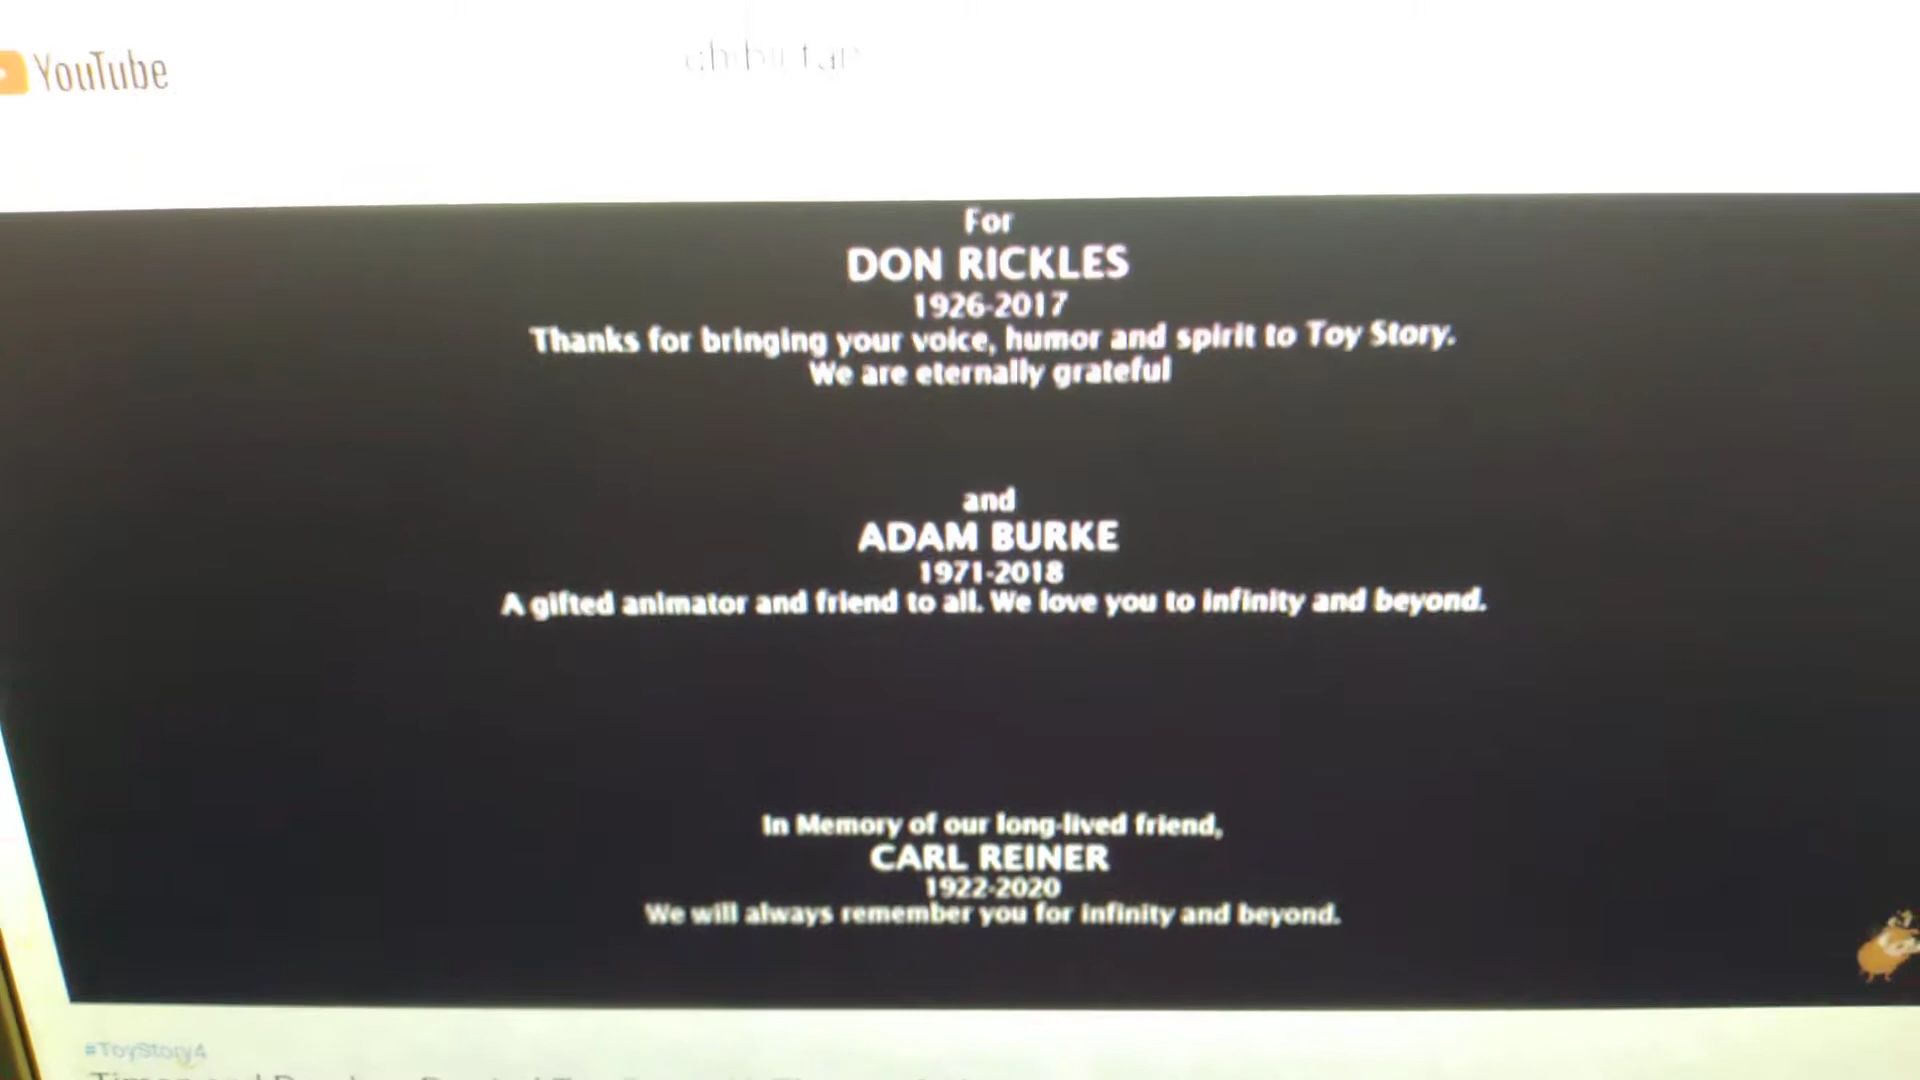 YouTube
For
DON RICKLES
1926-2017
Thanks for bringing your voice, humor and spirit to Toy Story.
We are eternally grateful
and
ADAM BURKE
1971-2018
A gifted animator and friend to all. We love you to infinity and beyond.
In Memory of our long-lived friend,
CARL REINER
1922-2020
We will always remember you for infinity and beyond.
#ToyStory4